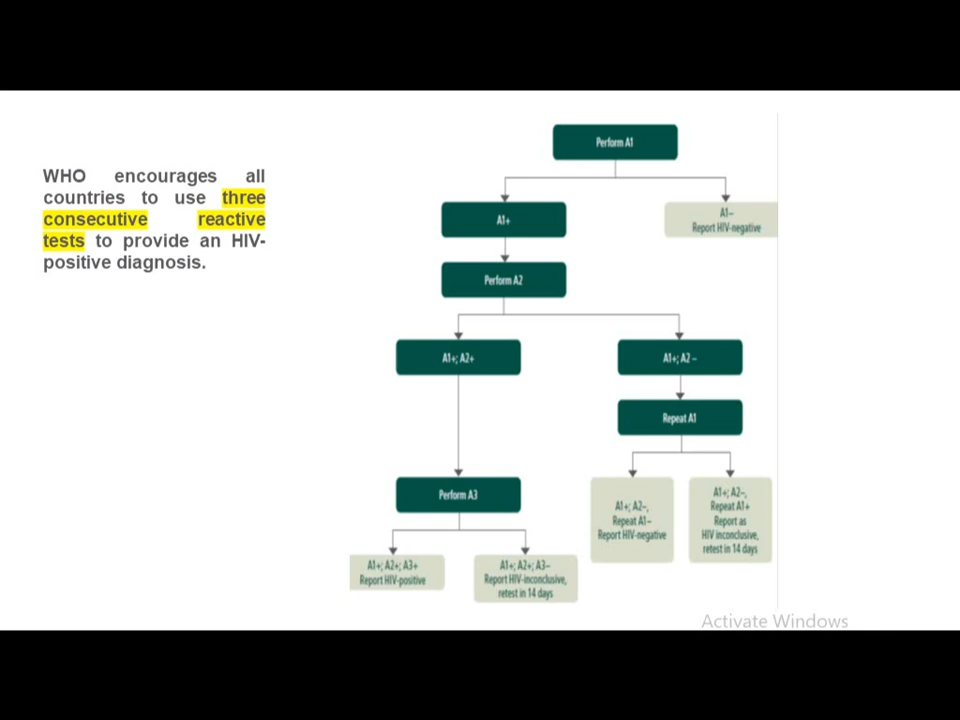 WHO encourages all
countries to use three
consecutive reactive
tests to provide an HIV-
positive diagnosis.
Perform A1
A1+
A1–
Report HIV-negative
Perform A2
A1+; A2+
A1+; A2 –
Repeat A1
Perform A3
A1+; A2–,
Repeat A1–
Report HIV-negative
A1+; A2–,
Repeat A1+
Report as
HIV inconclusive,
retest in 14 days
A1+; A2+; A3+
Report HIV-positive
A1+; A2+; A3–
Report HIV-inconclusive,
retest in 14 days
Activate Windows